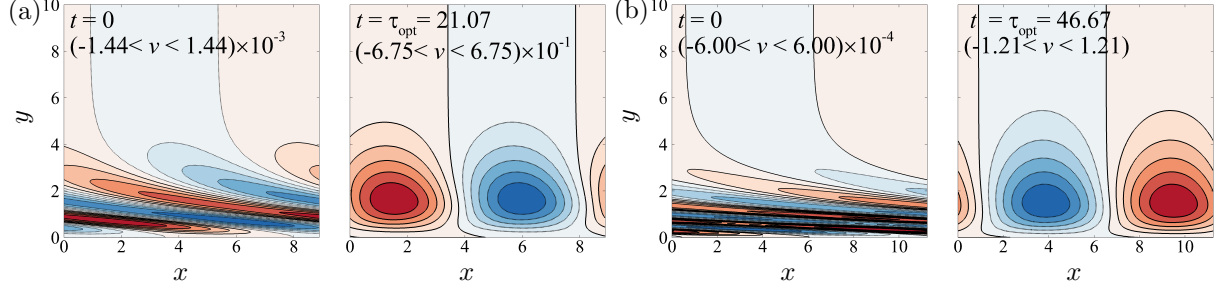 (a)
t = 0
(-1.44< v < 1.44)×10⁻³
y
10
8
6
4
2
0
0 2 4 6 8
x
t = τopt = 21.07
(-6.75< v < 6.75)×10⁻¹
0 2 4 6 8
x
(b)
t = 0
(-6.00< v < 6.00)×10⁻⁴
y
10
8
6
4
2
0
0 2 4 6 8 10
x
t = τopt = 46.67
(-1.21< v < 1.21)
0 2 4 6 8 10
x